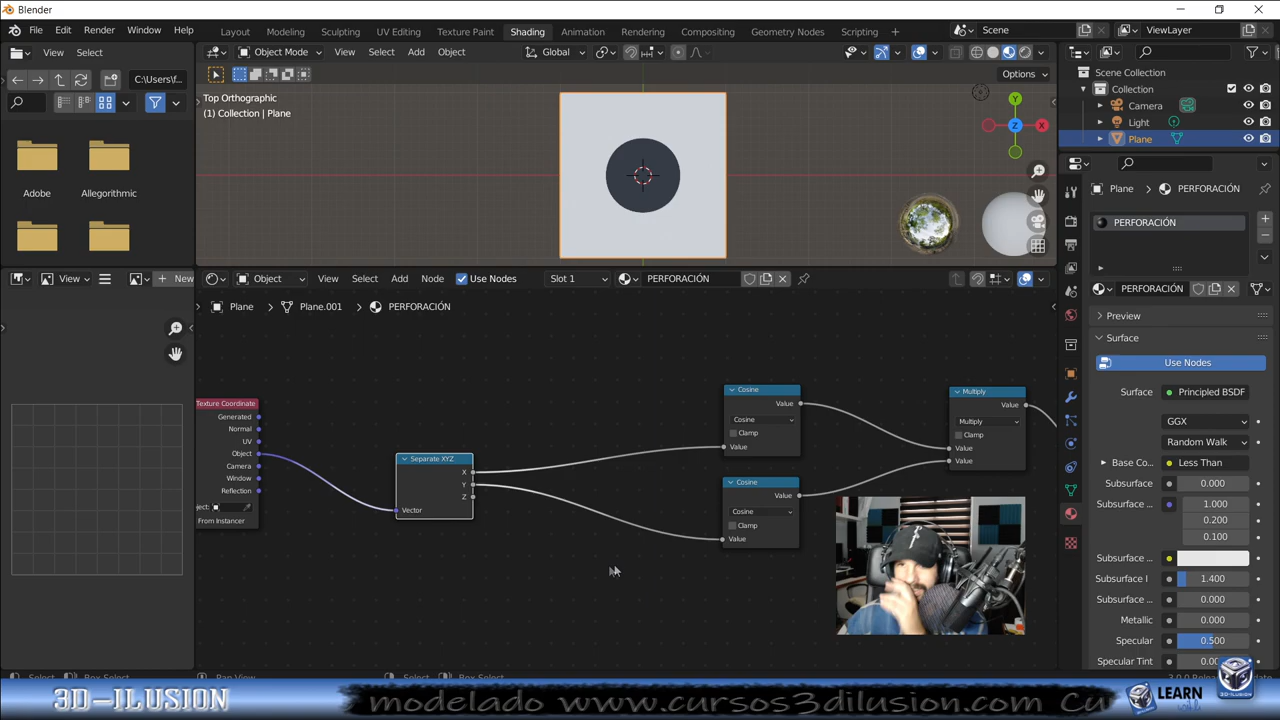 Blender
File Edit Render Window Help
Layout Modeling Sculpting UV Editing Texture Paint Shading Animation Rendering Compositing Geometry Nodes Scripting +
Scene
ViewLayer
View Select
Object Mode View Select Add Object
Global
C:\Users\f...
Options
Top Orthographic
(1) Collection | Plane
Y
Z
X
Adobe
Allegorithmic
Scene Collection
Collection
Camera
Light
Plane
View
New
Object View Select Add Node Use Nodes Slot 1 PERFORACIÓN
Plane Plane.001 PERFORACIÓN
Texture Coordinate
Generated
Normal
UV
Object
Camera
Window
Reflection
ject:
From Instancer
Separate XYZ
X
Y
Z
Vector
Cosine
Value
Cosine
Clamp
Value
Cosine
Value
Cosine
Clamp
Value
Multiply
Value
Multiply
Clamp
Value
Value
Plane PERFORACIÓN
PERFORACIÓN
PERFORACIÓN
Preview
Surface
Use Nodes
Surface Principled BSDF
GGX
Random Walk
Base Co... Less Than
Subsurface 0.000
Subsurface ... 1.000
0.200
0.100
Subsurface ...
Subsurface I 1.400
Subsurface ... 0.000
Metallic 0.000
Specular 0.500
Specular Tint 0.00
3D-ILUSION
modelado www.cursos3dilusion.com Cu
LEARN
with
3D-ILUSION